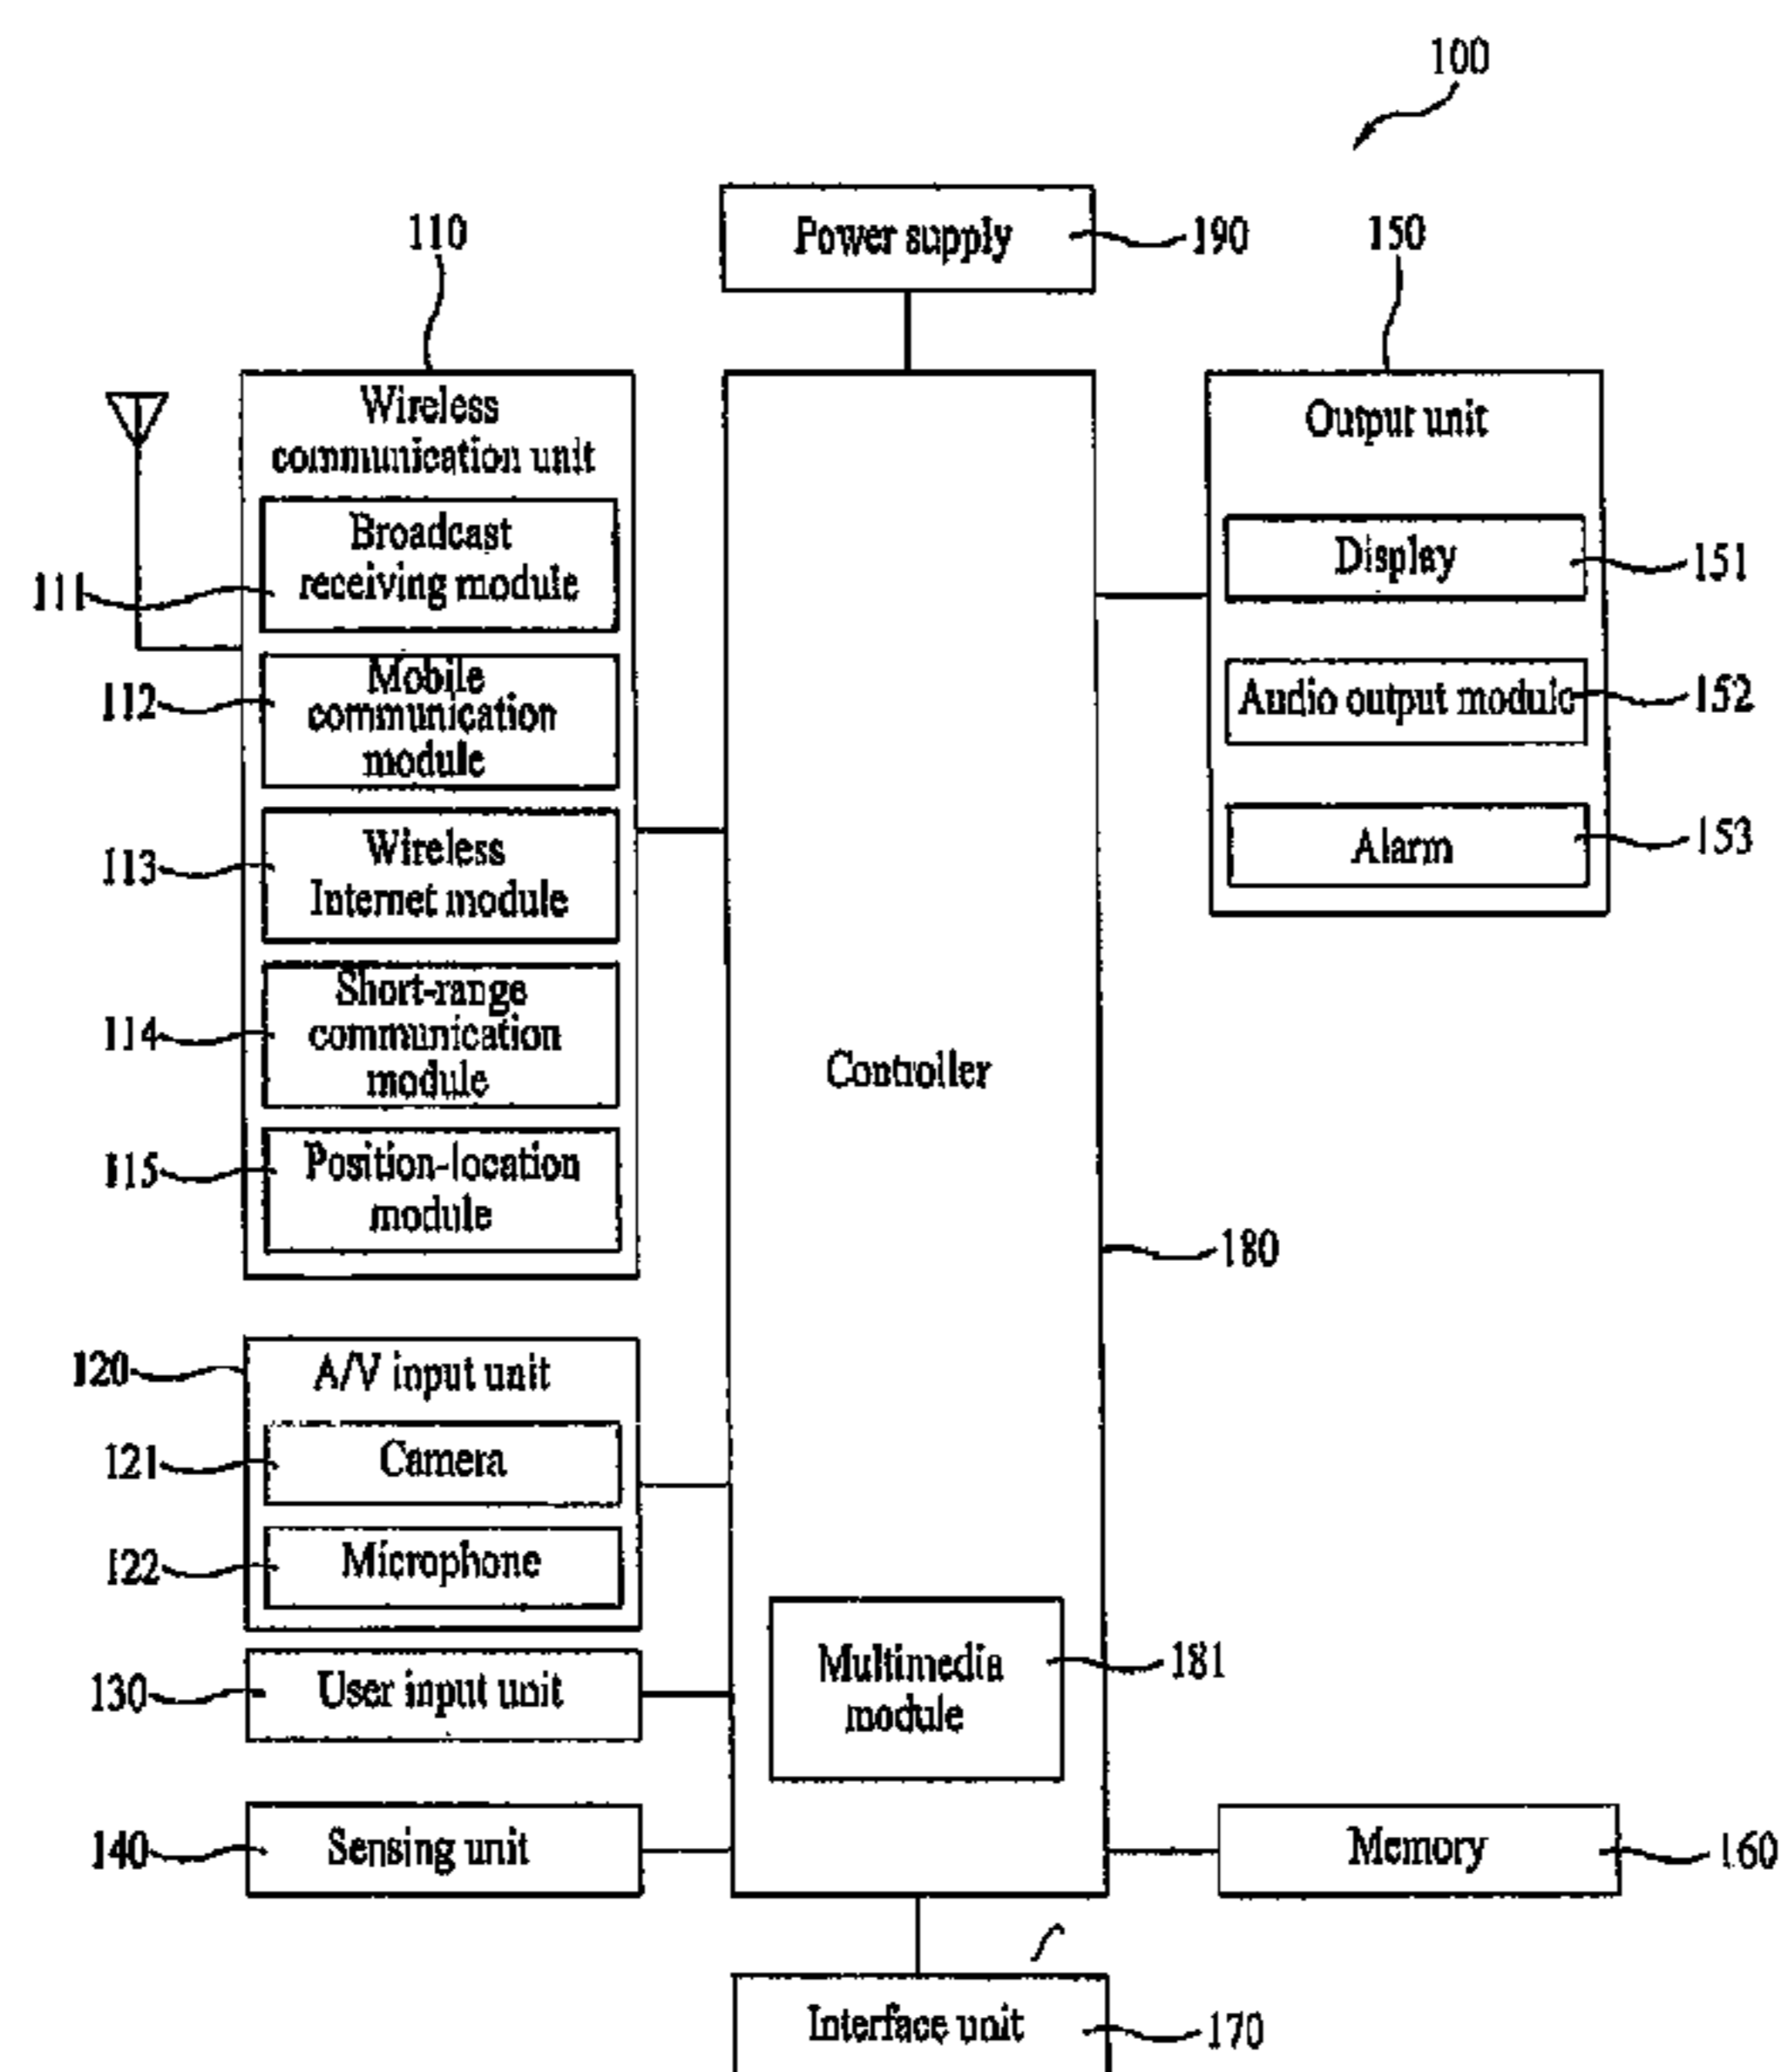 100
Power supply
190
110
150
Wireless
communication unit
Broadcast
receiving module
111
Mobile
communication
module
112
Wireless
Internet module
113
Short-range
communication
module
114
Position-location
module
115
Output unit
Display
151
Audio output module
152
Alarm
153
Controller
180
120
A/V input unit
121
Camera
122
Microphone
130
User input unit
Multimedia
module
181
140
Sensing unit
Memory
160
Interface unit
170